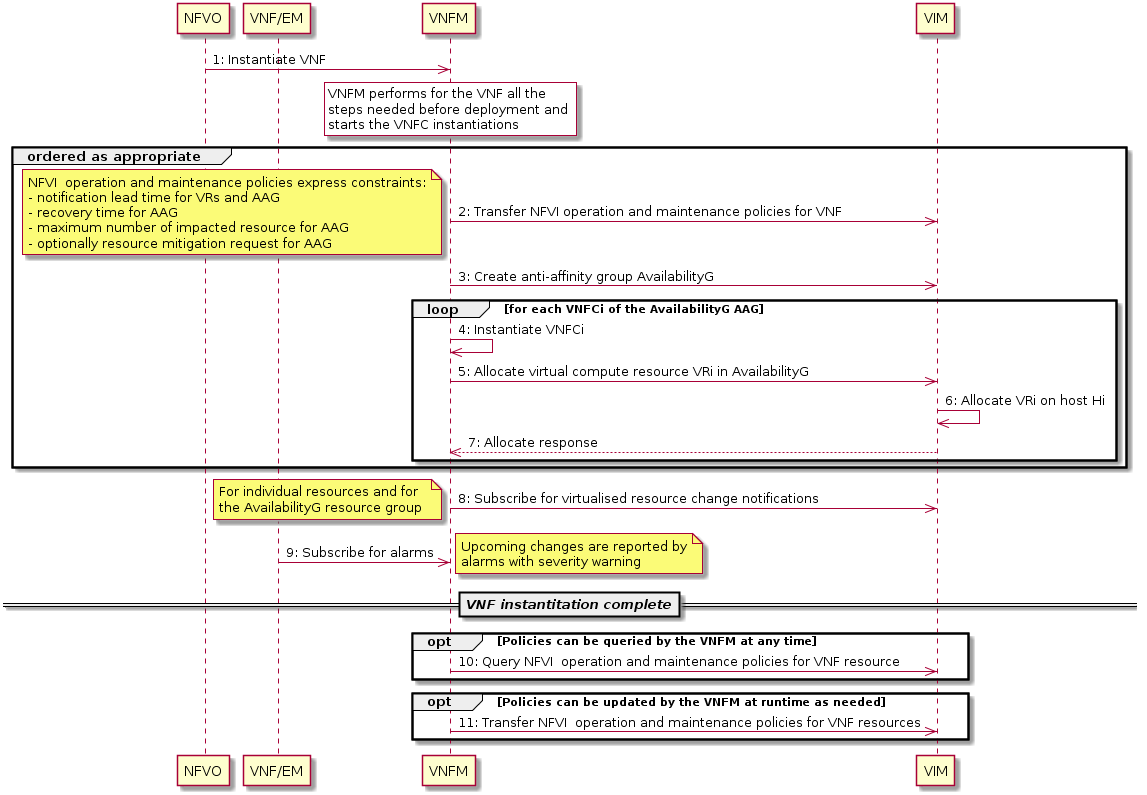 NFVO VNF/EM VNFM VIM
1: Instantiate VNF
VNFM performs for the VNF all the
steps needed before deployment and
starts the VNFC instantiations
ordered as appropriate
NFVI  operation and maintenance policies express constraints:
- notification lead time for VRs and AAG
- recovery time for AAG
- maximum number of impacted resource for AAG
- optionally resource mitigation request for AAG
2: Transfer NFVI operation and maintenance policies for VNF
3: Create anti-affinity group AvailabilityG
loop [for each VNFCi of the AvailabilityG AAG]
4: Instantiate VNFCi
5: Allocate virtual compute resource VRi in AvailabilityG
6: Allocate VRi on host Hi
7: Allocate response
For individual resources and for
the AvailabilityG resource group
8: Subscribe for virtualised resource change notifications
9: Subscribe for alarms
Upcoming changes are reported by
alarms with severity warning
VNF instantitation complete
opt [Policies can be queried by the VNFM at any time]
10: Query NFVI  operation and maintenance policies for VNF resource
opt [Policies can be updated by the VNFM at runtime as needed]
11: Transfer NFVI  operation and maintenance policies for VNF resources
NFVO VNF/EM VNFM VIM